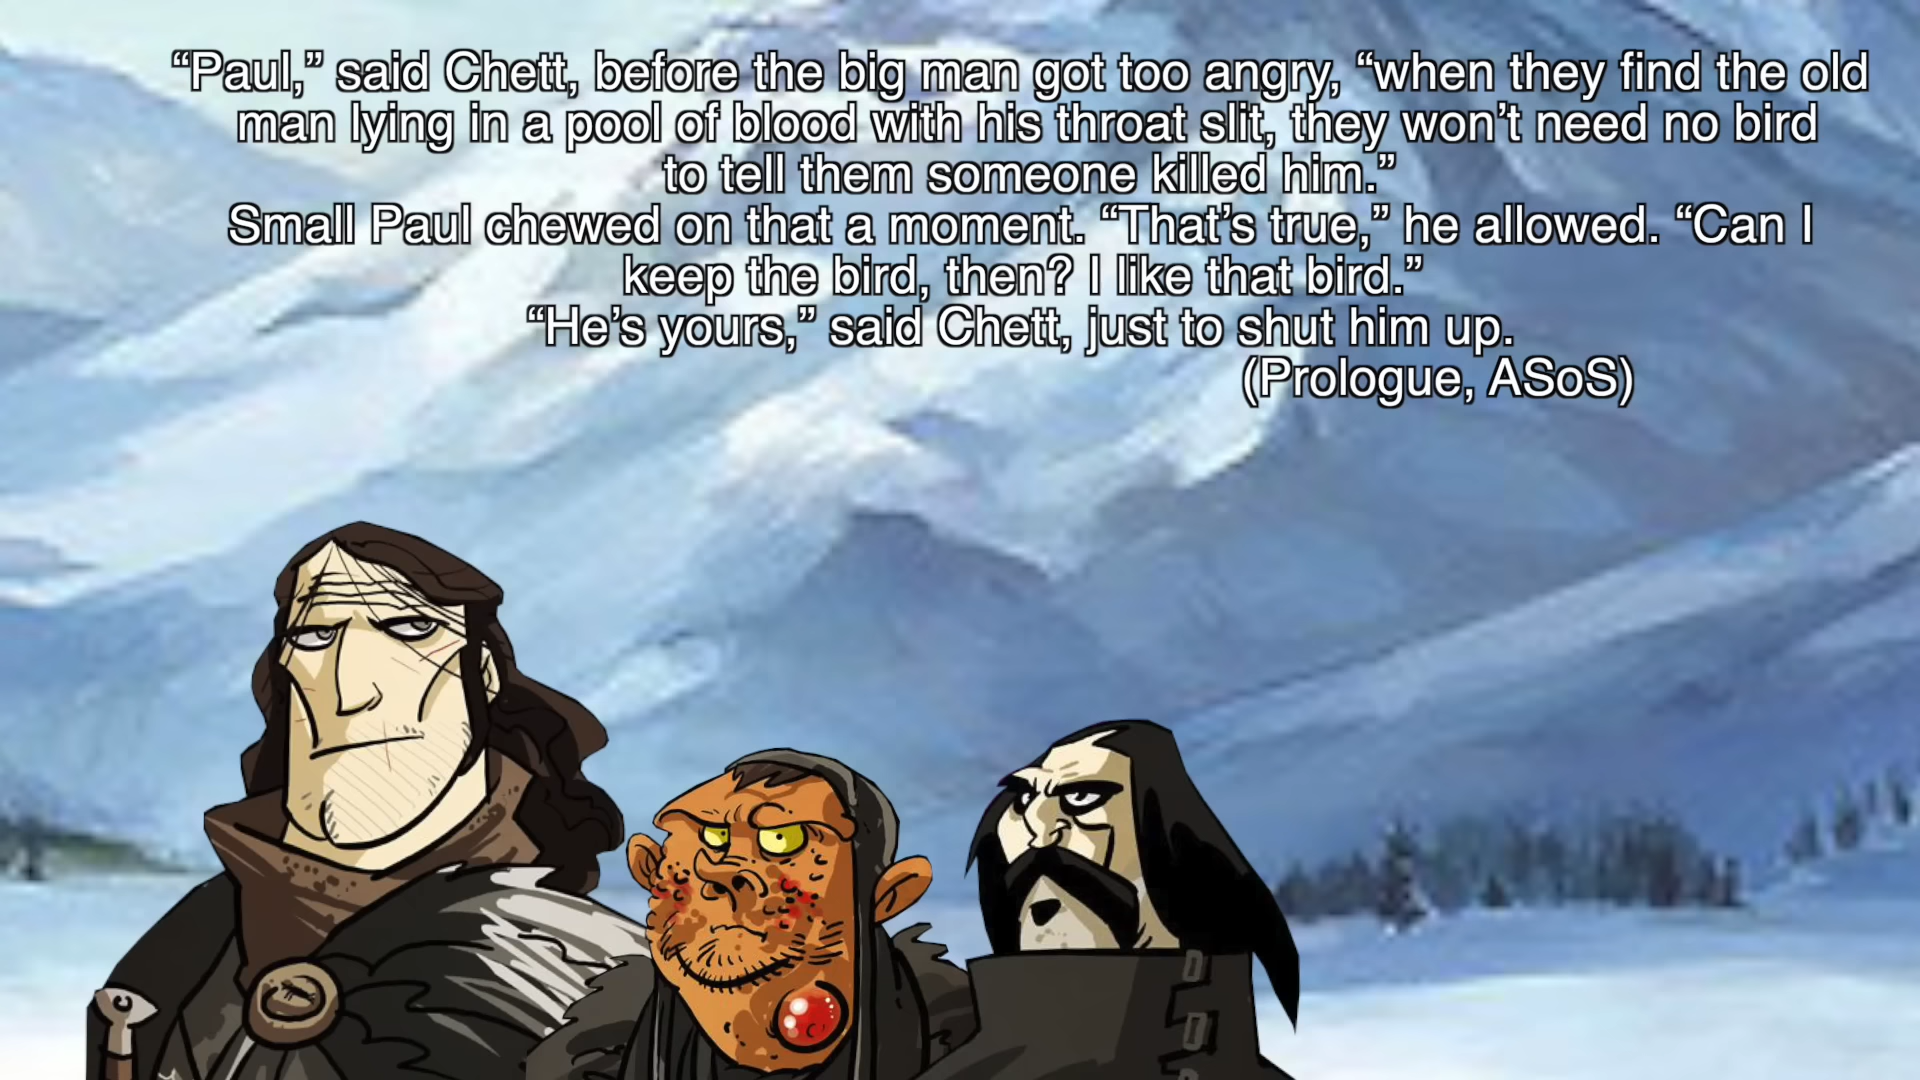 “Paul,” said Chett, before the big man got too angry, “when they find the old
man lying in a pool of blood with his throat slit, they won’t need no bird
to tell them someone killed him.”
Small Paul chewed on that a moment. “That’s true,” he allowed. “Can I
keep the bird, then? I like that bird.”
“He’s yours,” said Chett, just to shut him up.
(Prologue, ASoS)